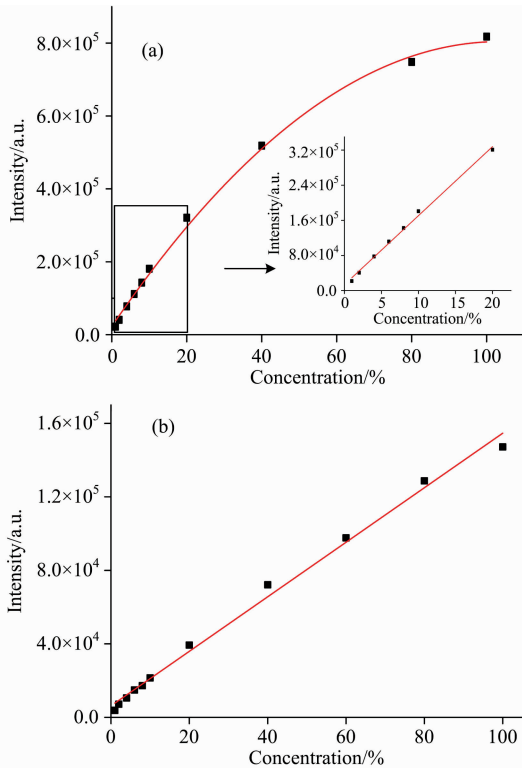 (a)
8.0×10⁵
6.0×10⁵
4.0×10⁵
2.0×10⁵
0.0
Intensity/a.u.
0 20 40 60 80 100
Concentration/%
3.2×10⁵
2.4×10⁵
1.6×10⁵
8.0×10⁴
0.0
Intensity/a.u.
0 5 10 15 20
Concentration/%
(b)
1.6×10⁵
1.2×10⁵
8.0×10⁴
4.0×10⁴
0.0
Intensity/a.u.
0 20 40 60 80 100
Concentration/%